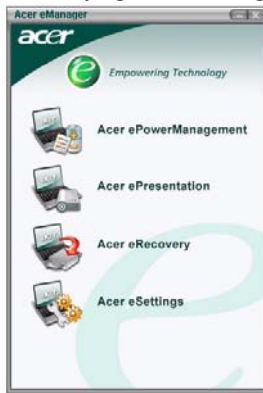 Acer eManager
acer
e
Empowering Technology
Acer ePowerManagement
Acer ePresentation
Acer eRecovery
Acer eSettings